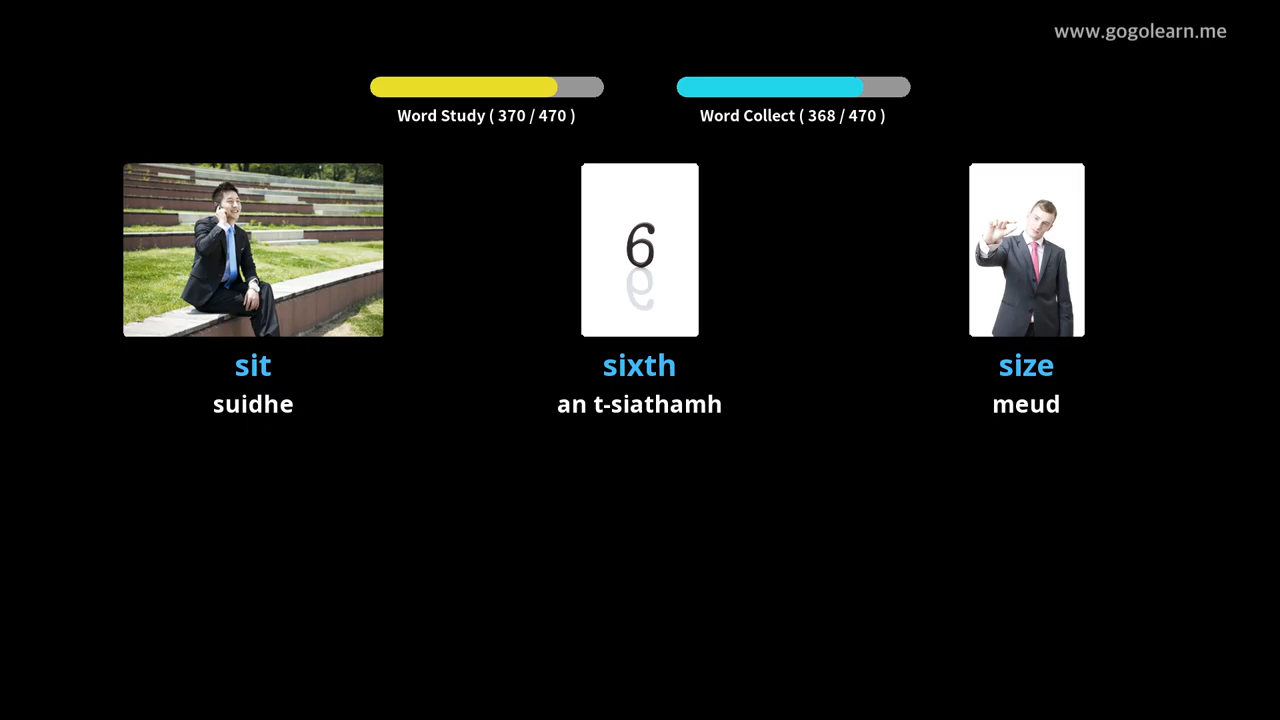 www.gogolearn.me
Word Study ( 370 / 470 )
Word Collect ( 368 / 470 )
6
sit
sixth
size
suidhe
an t-siathamh
meud